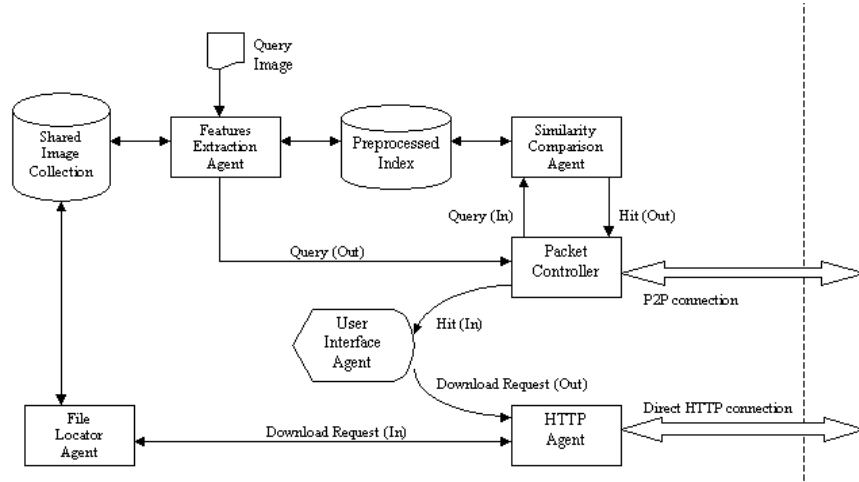 Query
Image
Shared
Image
Collection
Features
Extraction
Agent
Preprocessed
Index
Similarity
Comparison
Agent
Query (In)
Hit (Out)
Query (Out)
Packet
Controller
P2P connection
Hit (In)
User
Interface
Agent
Download Request (Out)
File
Locator
Agent
Download Request (In)
HTTP
Agent
Direct HTTP connection